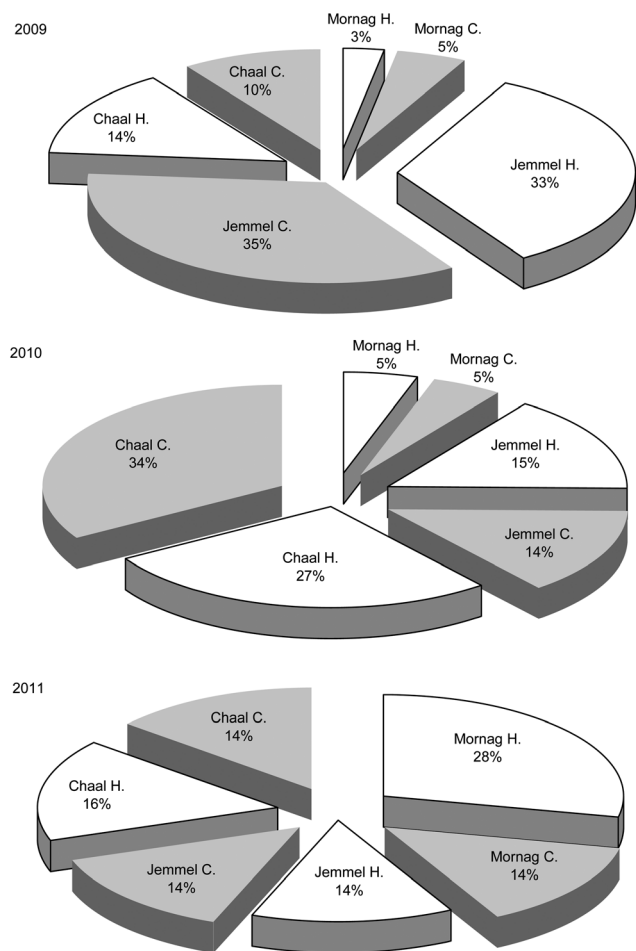 2009
Mornag H.
3%
Mornag C.
5%
Chaal C.
10%
Chaal H.
14%
Jemmel H.
33%
Jemmel C.
35%
2010
Mornag H.
5%
Mornag C.
5%
Chaal C.
34%
Jemmel H.
15%
Jemmel C.
14%
Chaal H.
27%
2011
Chaal C.
14%
Mornag H.
28%
Chaal H.
16%
Jemmel C.
14%
Jemmel H.
14%
Mornag C.
14%